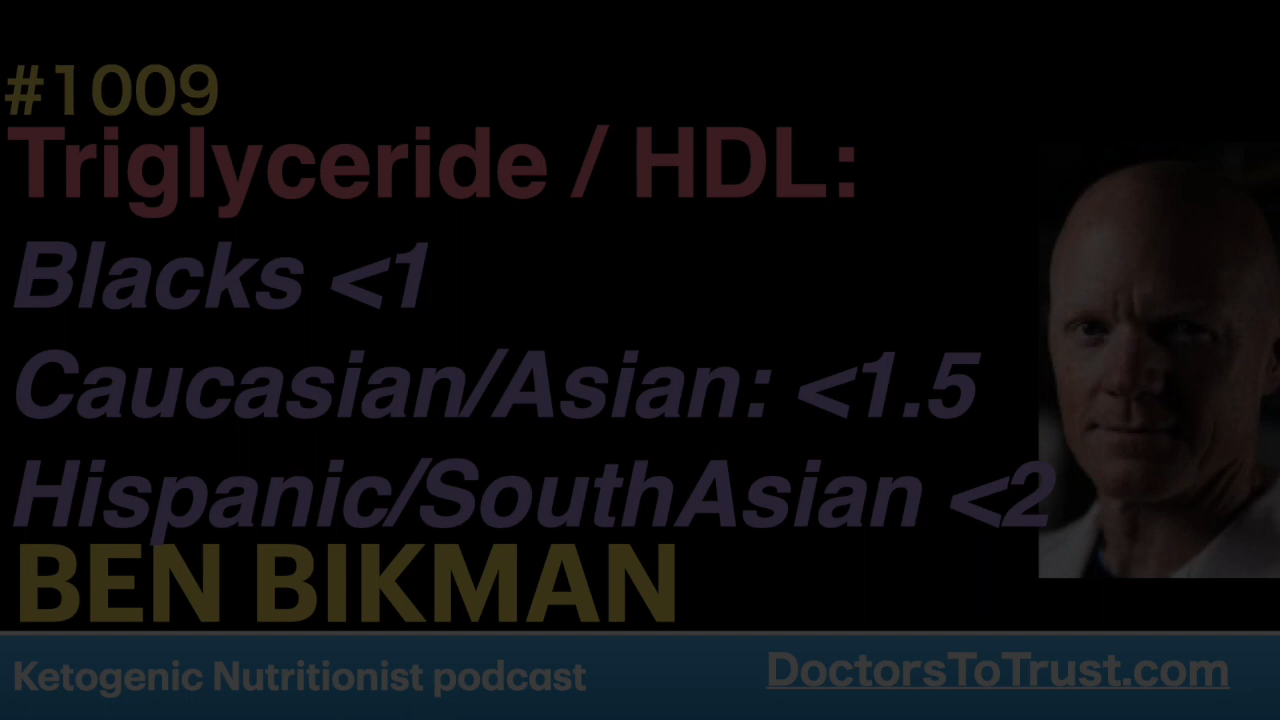 #1009
Triglyceride / HDL:
Blacks <1
Caucasian/Asian: <1.5
Hispanic/SouthAsian <2
BEN BIKMAN
Ketogenic Nutritionist podcast
DoctorsToTrust.com